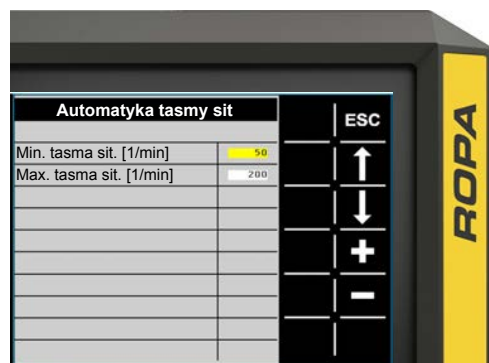 Automatyka tasmy sit
ESC
Min. tasma sit. [1/min] 50
Max. tasma sit. [1/min] 200
ROPA